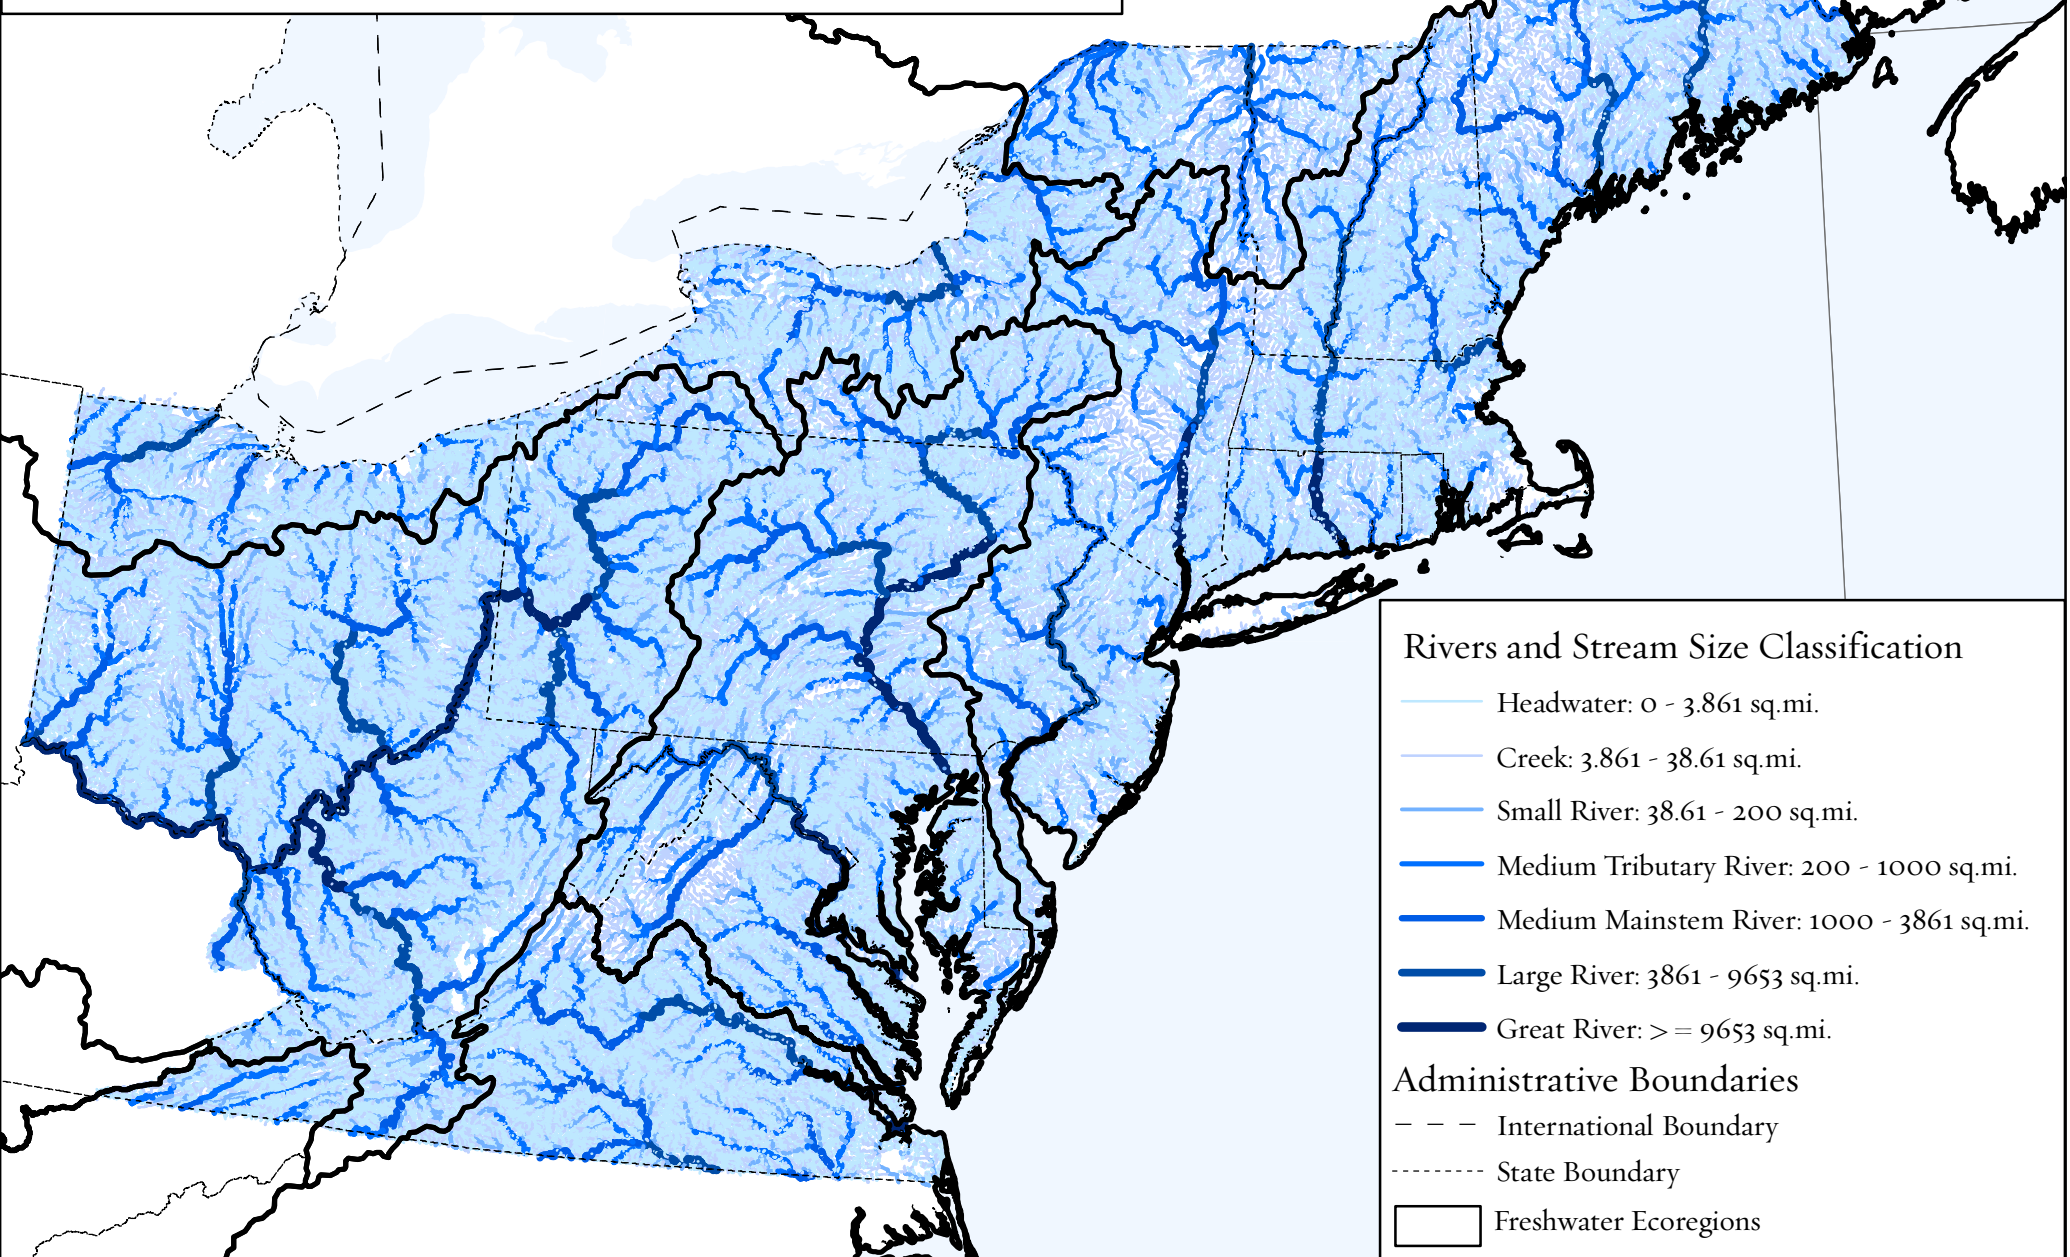 Rivers and Stream Size Classification
Headwater: 0 - 3.861 sq.mi.
Creek: 3.861 - 38.61 sq.mi.
Small River: 38.61 - 200 sq.mi.
Medium Tributary River: 200 - 1000 sq.mi.
Medium Mainstem River: 1000 - 3861 sq.mi.
Large River: 3861 - 9653 sq.mi.
Great River: > = 9653 sq.mi.
Administrative Boundaries
International Boundary
State Boundary
Freshwater Ecoregions